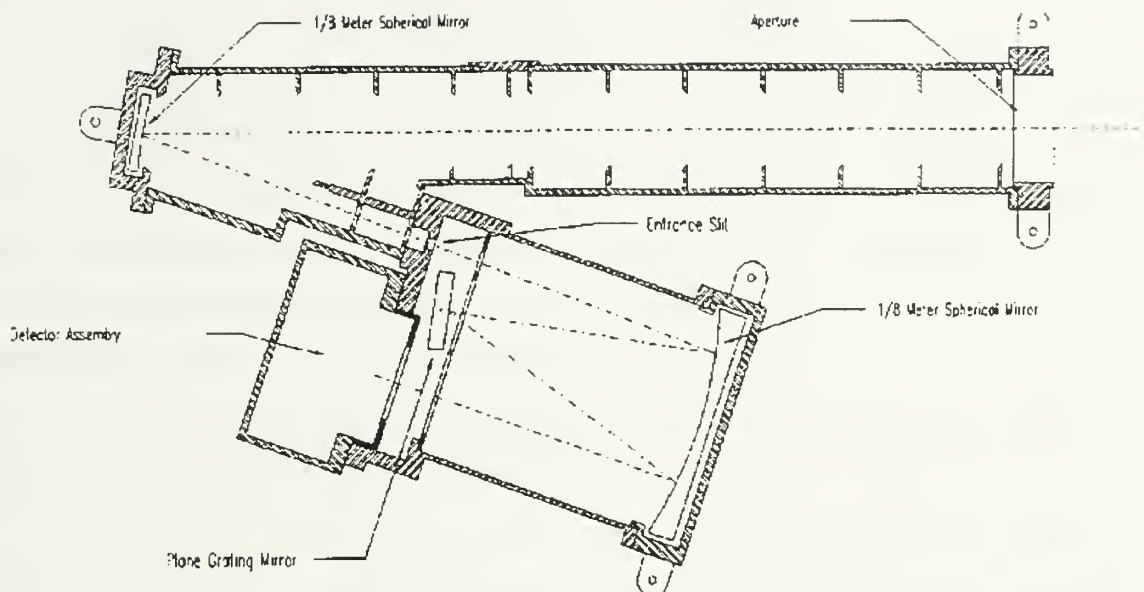 1/3 Meter Spherical Mirror
Aperture
Entrance Slit
1/8 Meter Spherical Mirror
Detector Assembly
Plane Grating Mirror